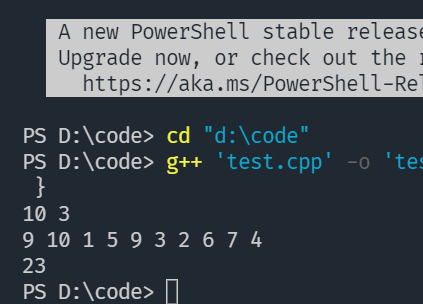 A new PowerShell stable release
Upgrade now, or check out the
https://aka.ms/PowerShell-Rel
PS D:\code> cd "d:\code"
PS D:\code> g++ 'test.cpp' -o 'tes
}
10 3
9 10 1 5 9 3 2 6 7 4
23
PS D:\code>